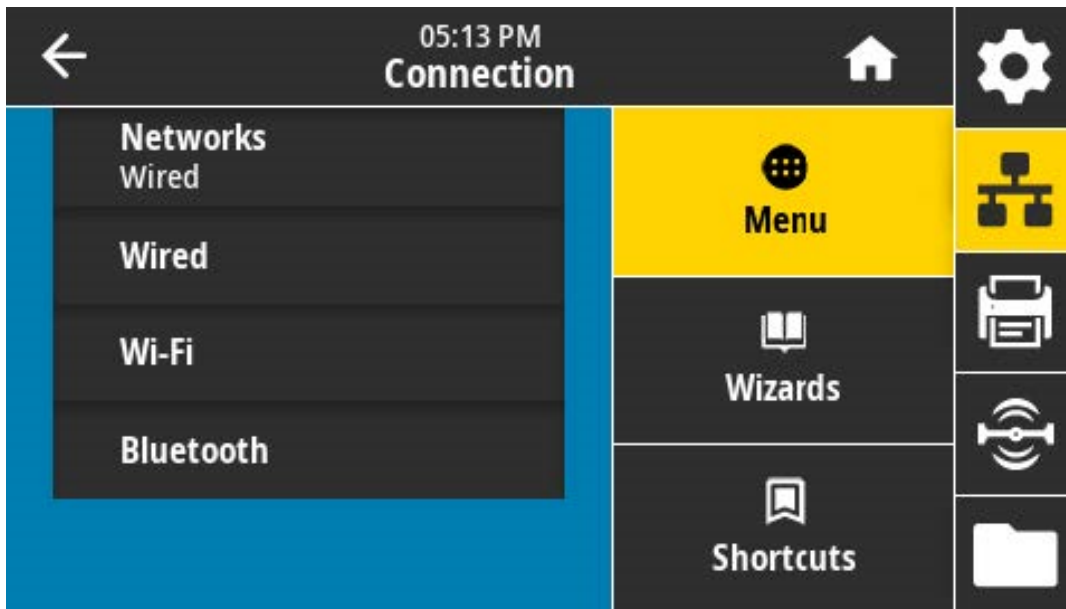 05:13 PM
Connection
Networks
Wired
Wired
Wi-Fi
Bluetooth
Menu
Wizards
Shortcuts